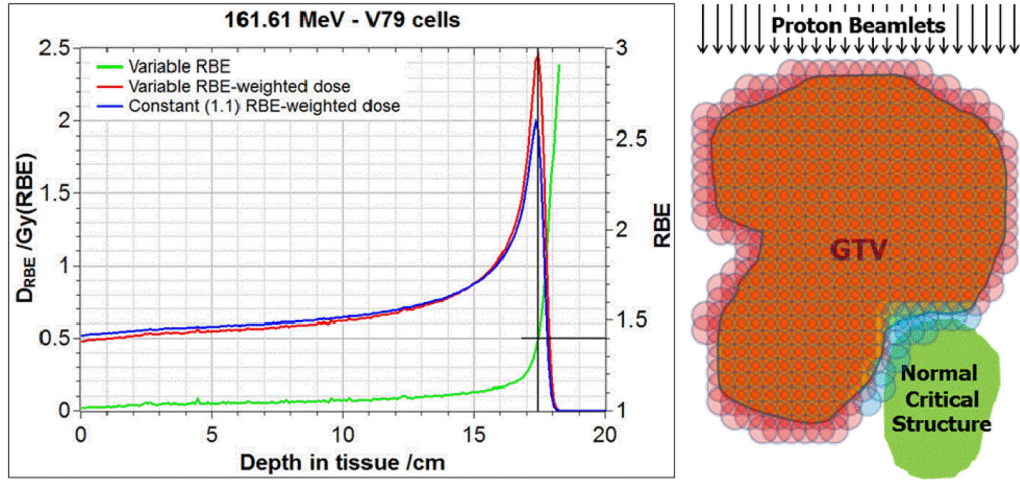 161.61 MeV - V79 cells
2.5
2
1.5
1
0.5
0
D_RBE /Gy(RBE)
Variable RBE
Variable RBE-weighted dose
Constant (1.1) RBE-weighted dose
3
2.5
2
1.5
1
RBE
0 5 10 15 20
Depth in tissue /cm
Proton Beamlets
GTV
Normal
Critical
Structure